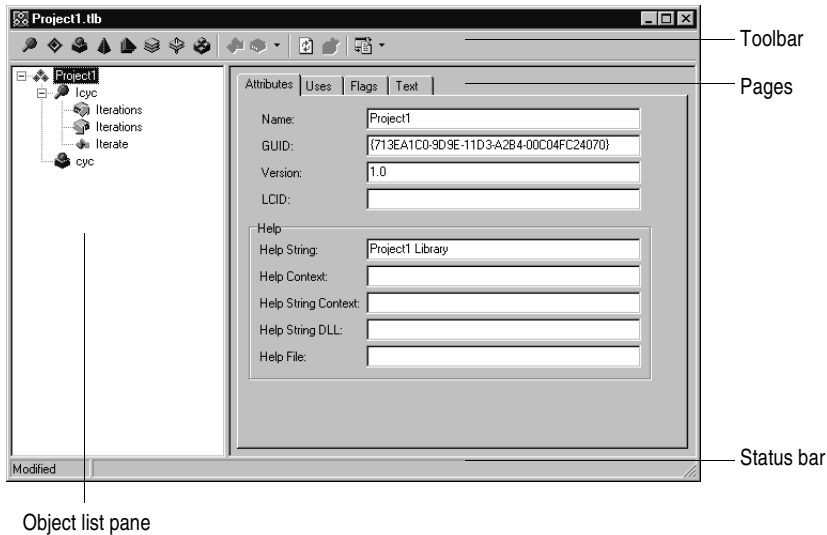 Project1.tlb
Toolbar
Project1
Icyc
Iterations
Iterations
Iterate
cyc
Attributes Uses Flags Text
Pages
Name: Project1
GUID: {713EA1C0-9D9E-11D3-A2B4-00C04FC24070}
Version: 1.0
LCID:
Help
Help String: Project1 Library
Help Context:
Help String Context:
Help String DLL:
Help File:
Modified
Status bar
Object list pane